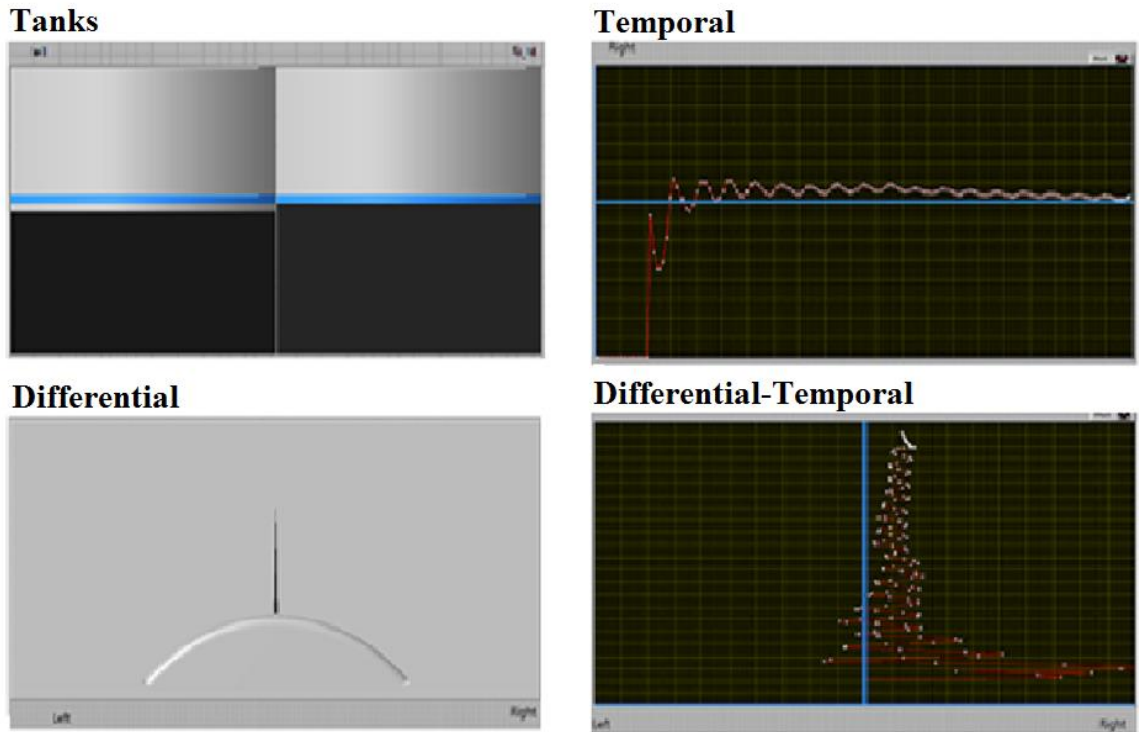 Tanks
Temporal
Right
Differential
Differential-Temporal
Left
Right
Left
Right